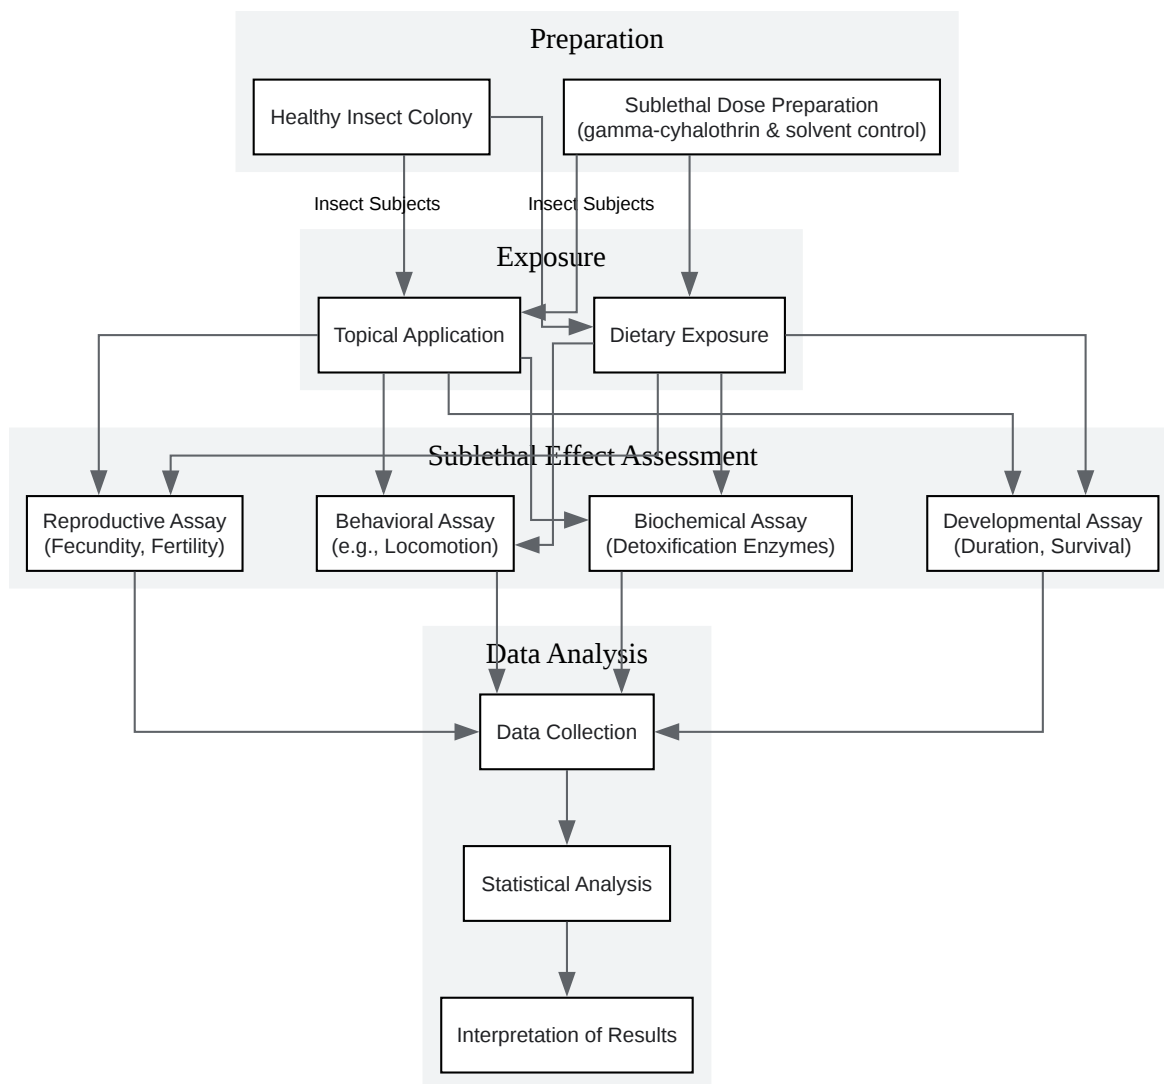 Preparation
Healthy Insect Colony
Sublethal Dose Preparation
(gamma-cyhalothrin & solvent control)
Insect Subjects
Insect Subjects
Exposure
Topical Application
Dietary Exposure
Sublethal Effect Assessment
Reproductive Assay
(Fecundity, Fertility)
Behavioral Assay
(e.g., Locomotion)
Biochemical Assay
(Detoxification Enzymes)
Developmental Assay
(Duration, Survival)
Data Analysis
Data Collection
Statistical Analysis
Interpretation of Results